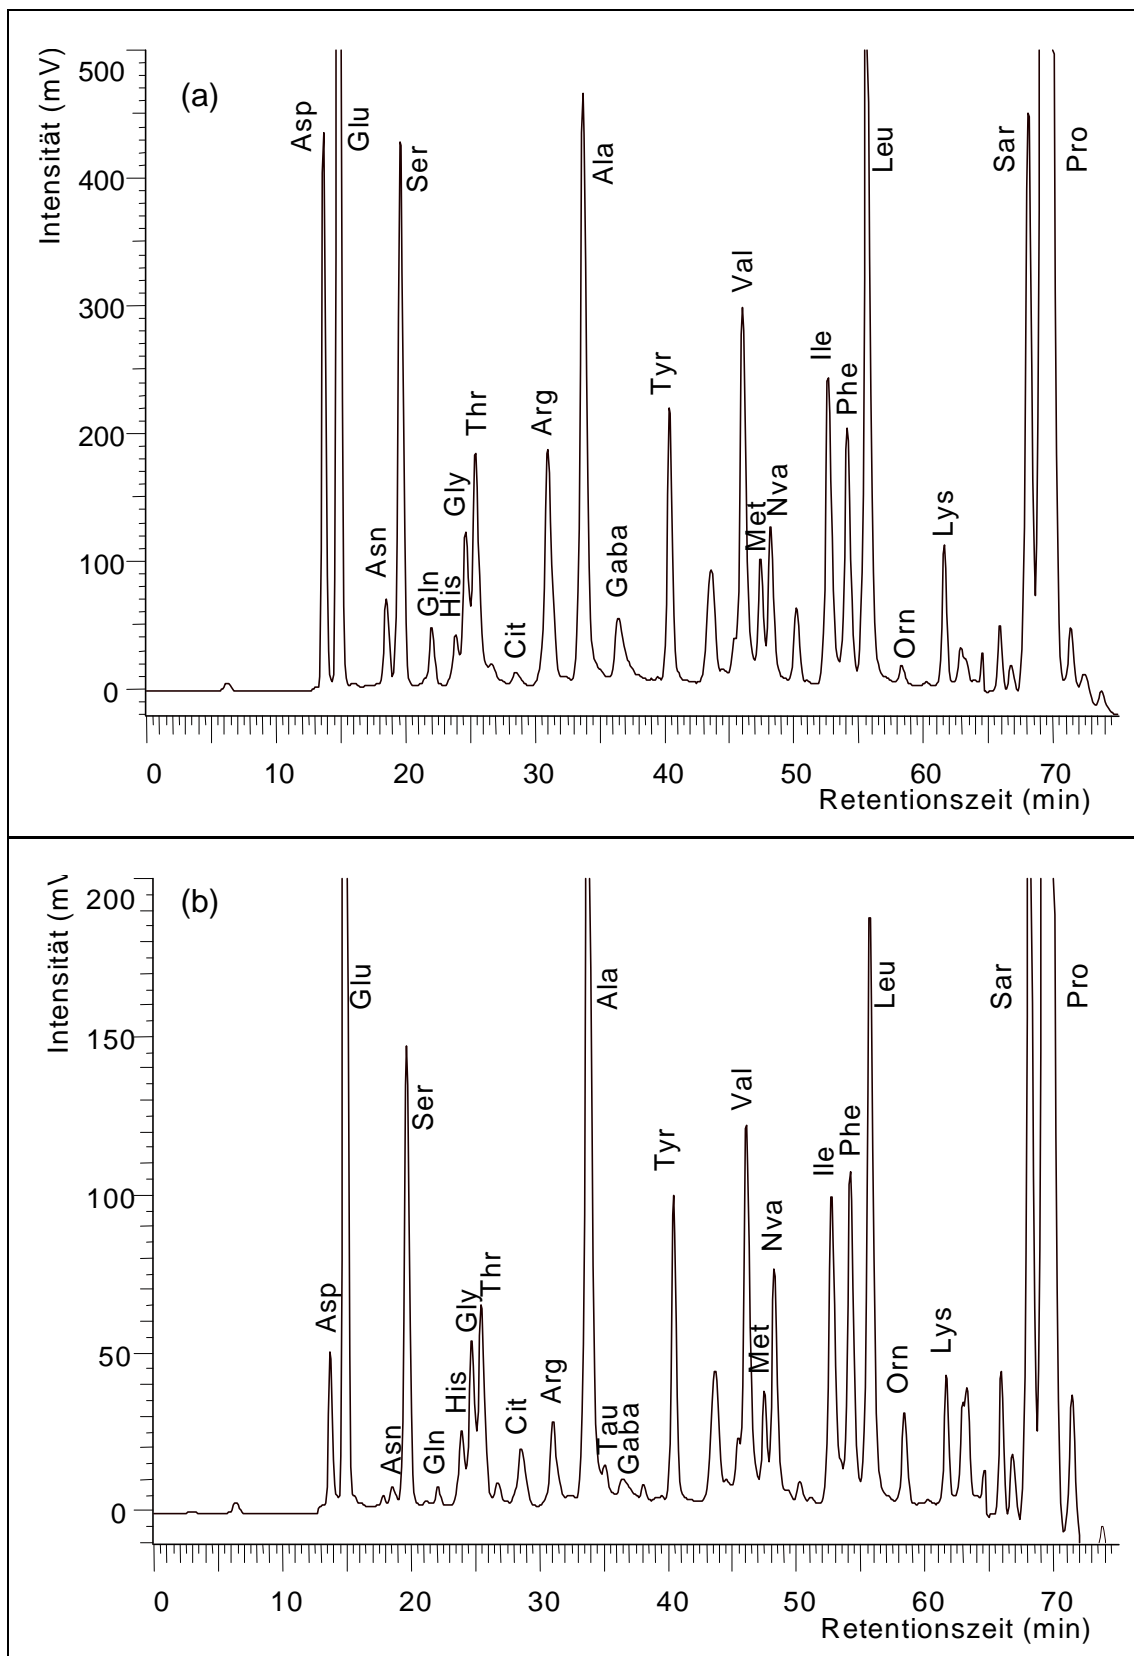 Intensität (mV)
500
400
300
200
100
0
(a)
Asp
Glu
Asn
Ser
Gln
His
Gly
Thr
Cit
Arg
Ala
Gaba
Tyr
Val
Met
Nva
Ile
Phe
Leu
Orn
Lys
Sar
Pro
0 10 20 30 40 50 60 70
Retentionszeit (min)
Intensität (mV
200
150
100
50
0
(b)
Asp
Glu
Asn
Ser
Gln
His
Gly
Thr
Cit
Arg
Ala
Tau
Gaba
Tyr
Val
Met
Nva
Ile
Phe
Leu
Orn
Lys
Sar
Pro
0 10 20 30 40 50 60 70
Retentionszeit (min)